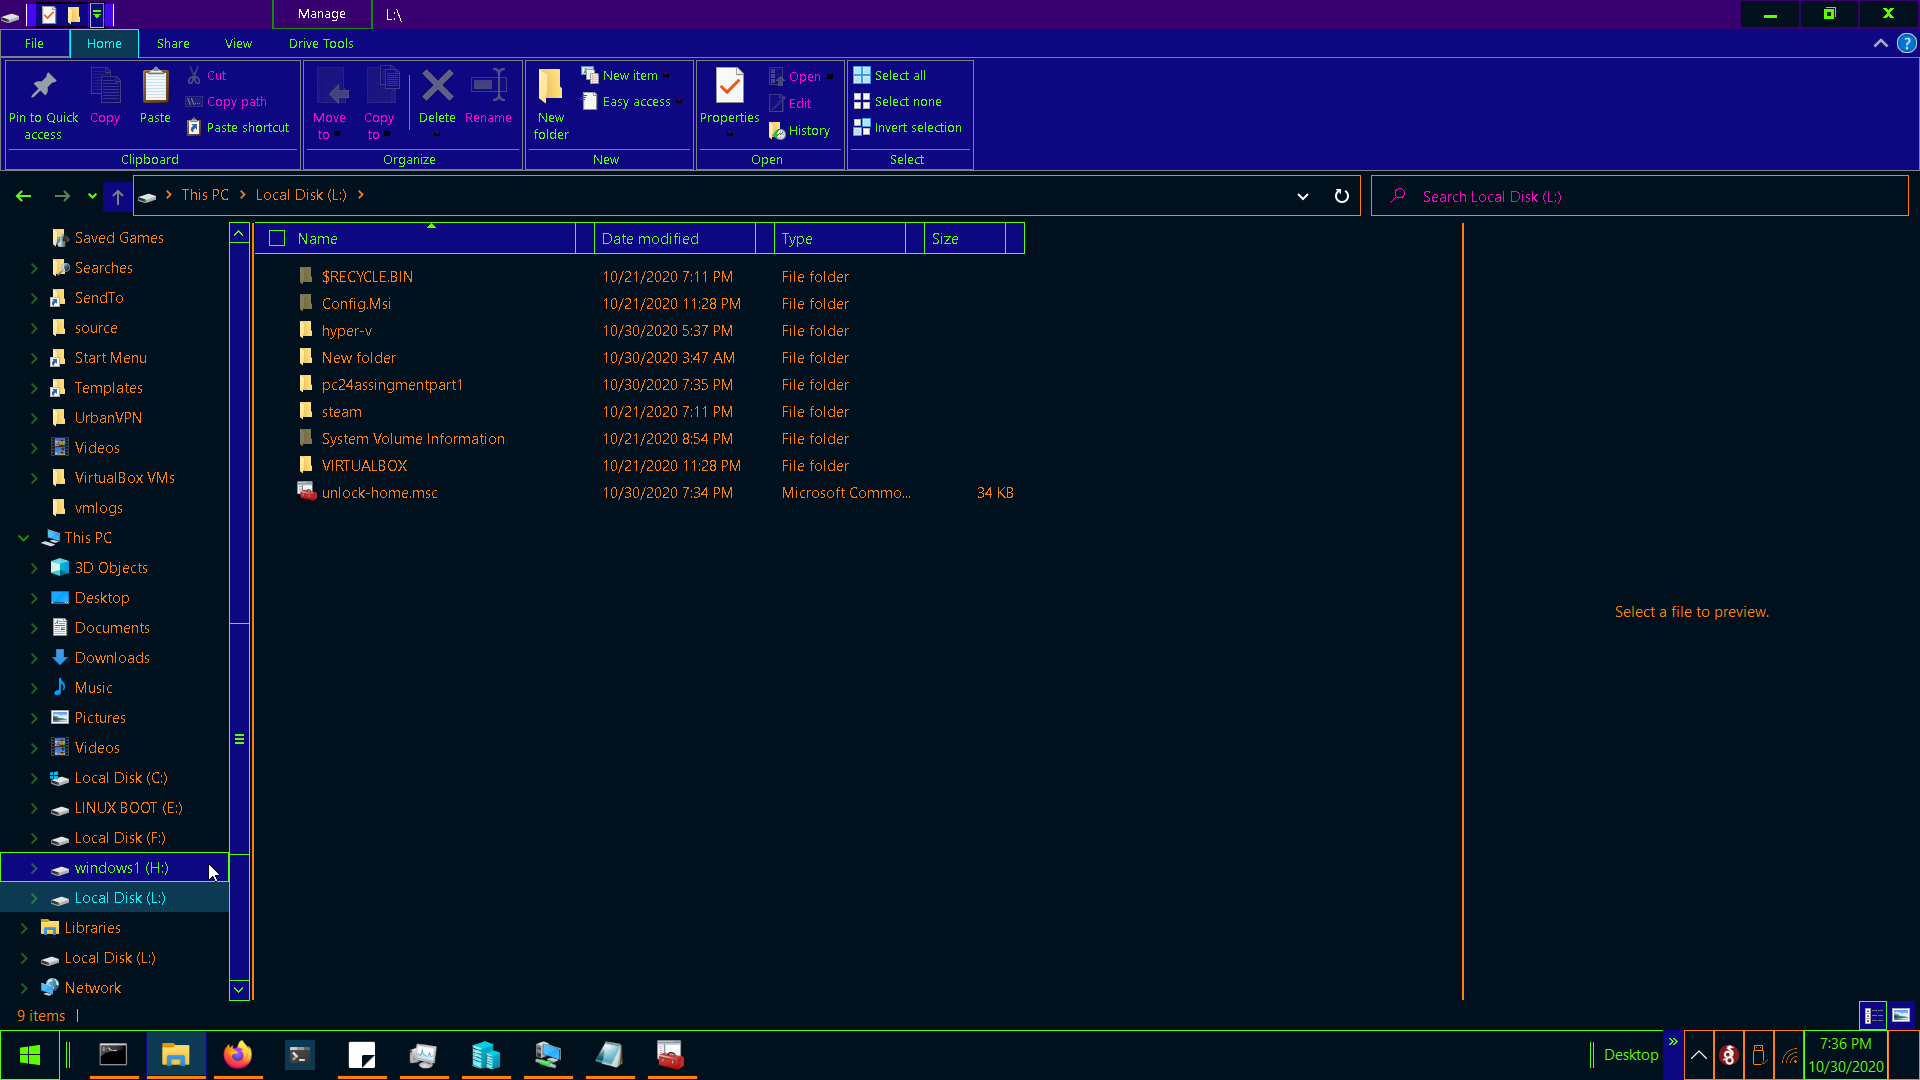 Manage
L:\
File
Home
Share
View
Drive Tools
Pin to Quick access
Copy
Paste
Cut
Copy path
Paste shortcut
Clipboard
Move to
Copy to
Delete
Rename
Organize
New folder
New item
Easy access
New
Properties
Open
Edit
History
Open
Select all
Select none
Invert selection
Select
This PC
Local Disk (L:)
Search Local Disk (L:)
Saved Games
Searches
SendTo
source
Start Menu
Templates
UrbanVPN
Videos
VirtualBox VMs
vmlogs
This PC
3D Objects
Desktop
Documents
Downloads
Music
Pictures
Videos
Local Disk (C:)
LINUX BOOT (E:)
Local Disk (F:)
windows1 (H:)
Local Disk (L:)
Libraries
Local Disk (L:)
Network
Name Date modified Type Size
$RECYCLE.BIN 10/21/2020 7:11 PM File folder
Config.Msi 10/21/2020 11:28 PM File folder
hyper-v 10/30/2020 5:37 PM File folder
New folder 10/30/2020 3:47 AM File folder
pc24assingmentpart1 10/30/2020 7:35 PM File folder
steam 10/21/2020 7:11 PM File folder
System Volume Information 10/21/2020 8:54 PM File folder
VIRTUALBOX 10/21/2020 11:28 PM File folder
unlock-home.msc 10/30/2020 7:34 PM Microsoft Commo... 34 KB
Select a file to preview.
9 items
Desktop
7:36 PM
10/30/2020